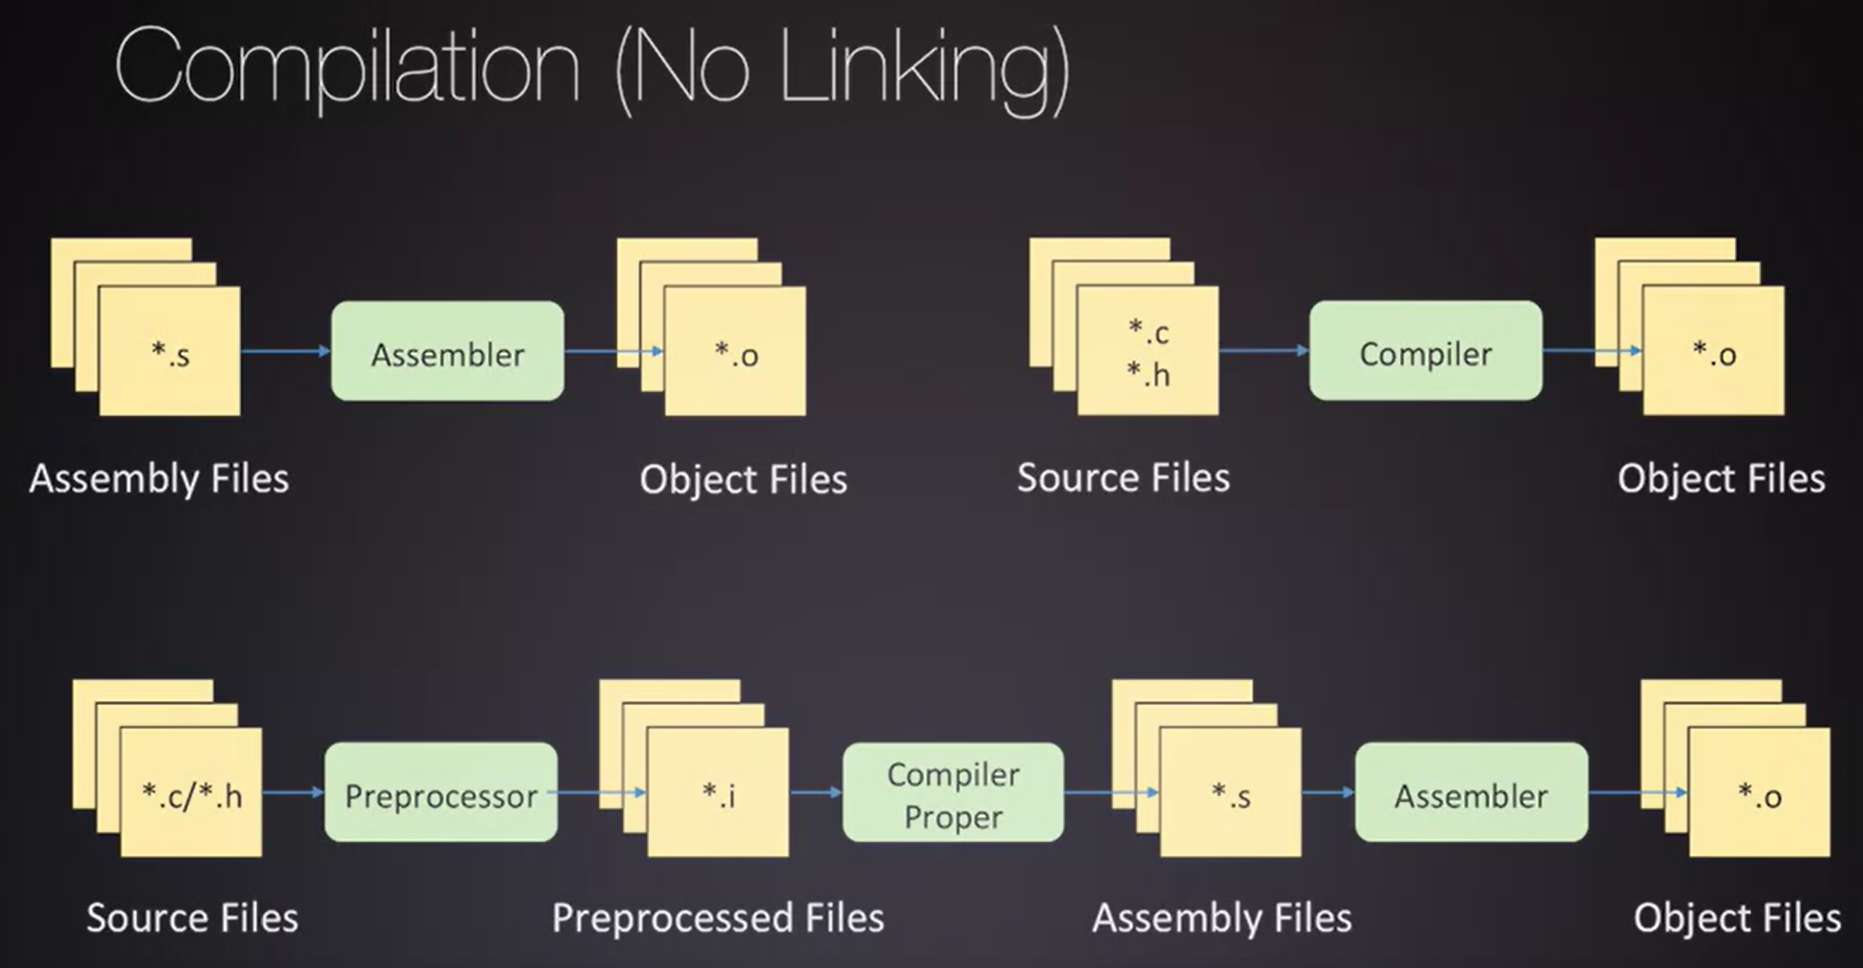 Compilation (No Linking)
*.s
Assembler
*.o
Assembly Files
Object Files
*.c
*.h
Compiler
*.o
Source Files
Object Files
*.c/*.h
Preprocessor
*.i
Compiler
Proper
*.s
Assembler
*.o
Source Files
Preprocessed Files
Assembly Files
Object Files